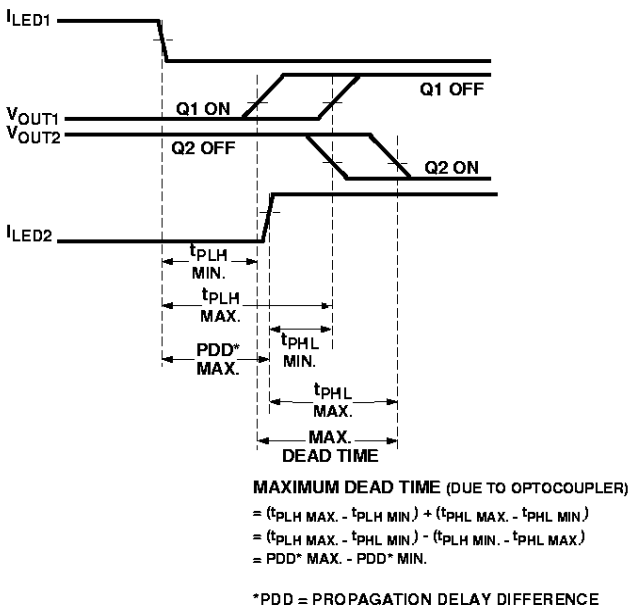 ILED1
Q1 OFF
VOUT1
Q1 ON
VOUT2
Q2 OFF
Q2 ON
ILED2
tPLH
MIN.
tPLH
MAX.
tPHL
MIN.
PDD*
MAX.
tPHL
MAX.
MAX.
DEAD TIME
MAXIMUM DEAD TIME (DUE TO OPTOCOUPLER)
= (tPLH MAX. - tPLH MIN.) + (tPHL MAX. - tPHL MIN.)
= (tPLH MAX. - tPHL MIN.) - (tPLH MIN. - tPHL MAX.)
= PDD* MAX. - PDD* MIN.
*PDD = PROPAGATION DELAY DIFFERENCE